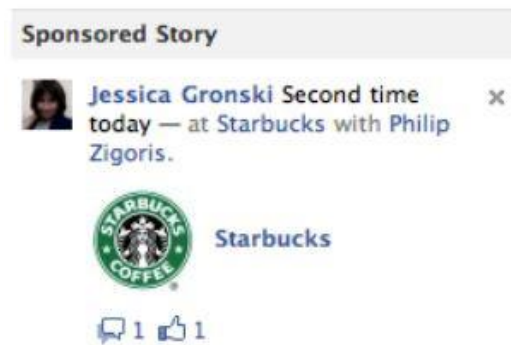 Sponsored Story
Jessica Gronski Second time
today — at Starbucks with Philip
Zigoris.
STARBUCKS
COFFEE
Starbucks
1 1